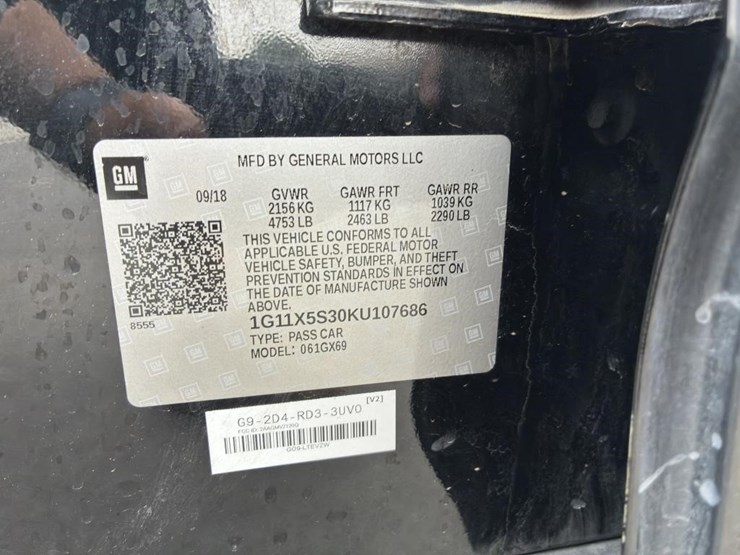 GM
MFD BY GENERAL MOTORS LLC
09/18 GVWR GAWR FRT GAWR RR
2156 KG 1117 KG 1039 KG
4753 LB 2463 LB 2290 LB
THIS VEHICLE CONFORMS TO ALL
APPLICABLE U.S. FEDERAL MOTOR
VEHICLE SAFETY, BUMPER, AND THEFT
PREVENTION STANDARDS IN EFFECT ON
THE DATE OF MANUFACTURE SHOWN
ABOVE.
8555
1G11X5S30KU107686
TYPE: PASS CAR
MODEL: 061GX69
[V2]
G9-2D4-RD3-3UV0